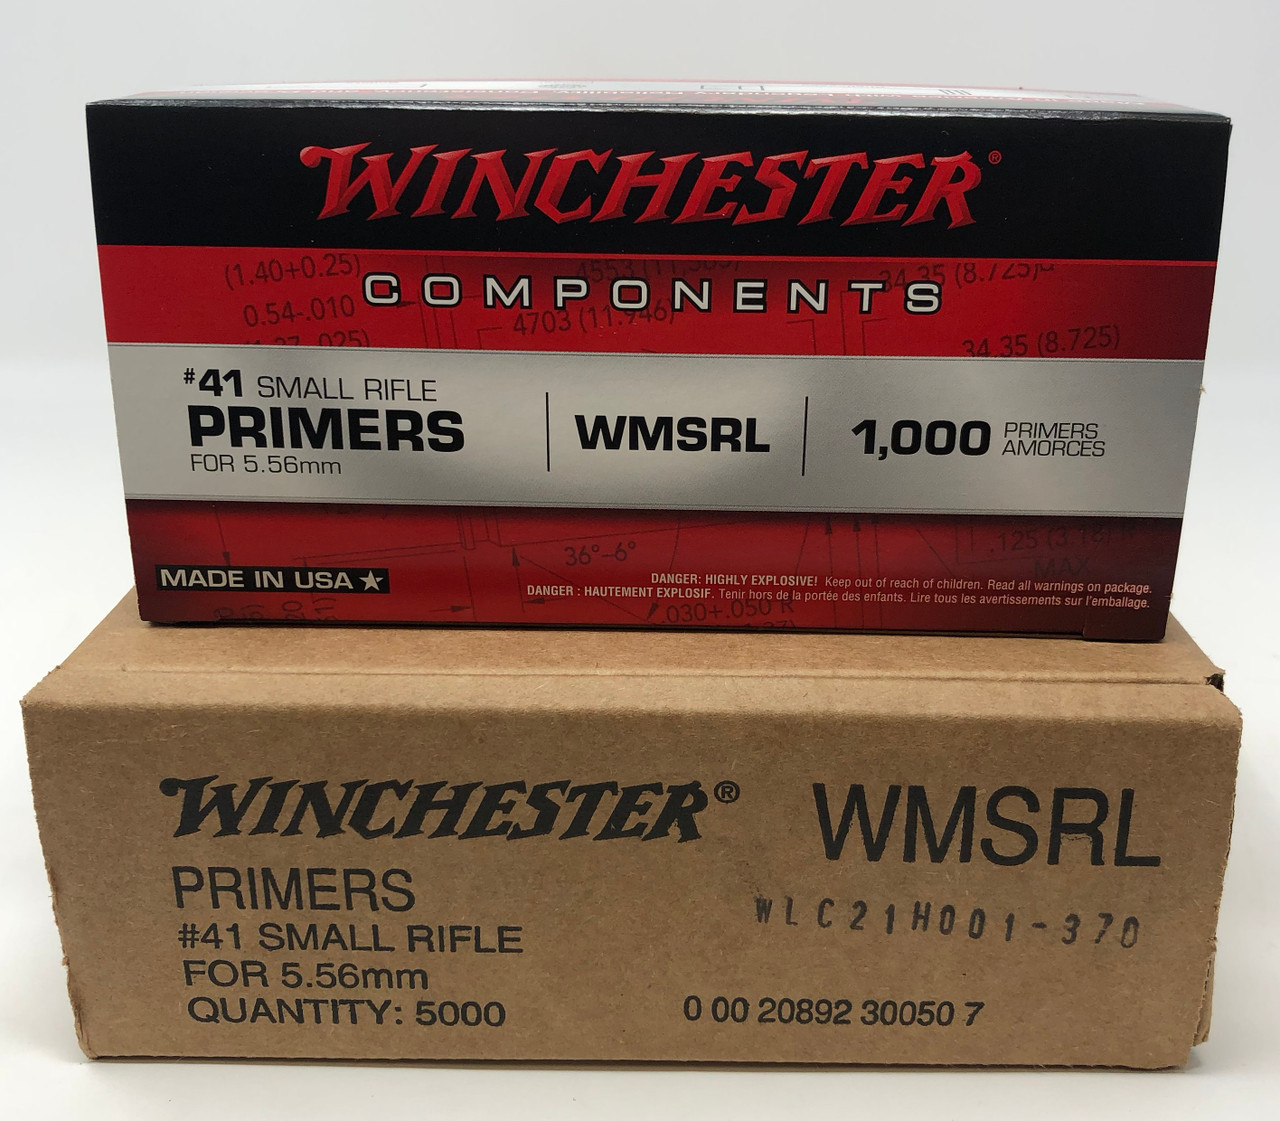 WINCHESTER®
COMPONENTS
(1.40+0.25)
0.54-.010
4703 (11.946)
34.35 (8.725)
34.35 (8.725)
#41 SMALL RIFLE
PRIMERS
FOR 5.56mm
WMSRL
1,000 PRIMERS
AMORCES
36°-6°
.125 (3.18) R
MAX
.030+.050 R
MADE IN USA ★
DANGER: HIGHLY EXPLOSIVE! Keep out of reach of children. Read all warnings on package.
DANGER : HAUTEMENT EXPLOSIF. Tenir hors de la portée des enfants. Lire tous les avertissements sur l'emballage.
WINCHESTER®
WMSRL
PRIMERS
WLC21H001-370
#41 SMALL RIFLE
FOR 5.56mm
QUANTITY: 5000
0 00 20892 30050 7